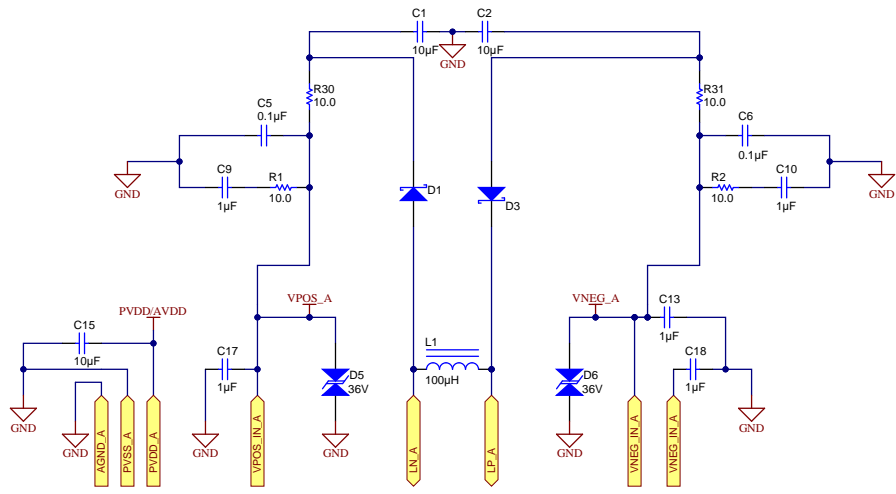 C1
C2
10µF
10µF
GND
R30
10.0
R31
10.0
C5
0.1µF
C6
0.1µF
C9
R1
1µF
10.0
GND
R2
C10
10.0
1µF
GND
D1
D3
PVDD/AVDD
VPOS_A
VNEG_A
C15
10µF
C17
1µF
D5
36V
L1
100µH
D6
36V
C13
1µF
C18
1µF
GND
GND
GND
GND
GND
GND
AGND_A
PVSS_A
PVDD_A
VPOS_IN_A
LN_A
LP_A
VNEG_IN_A
VNEG_IN_A